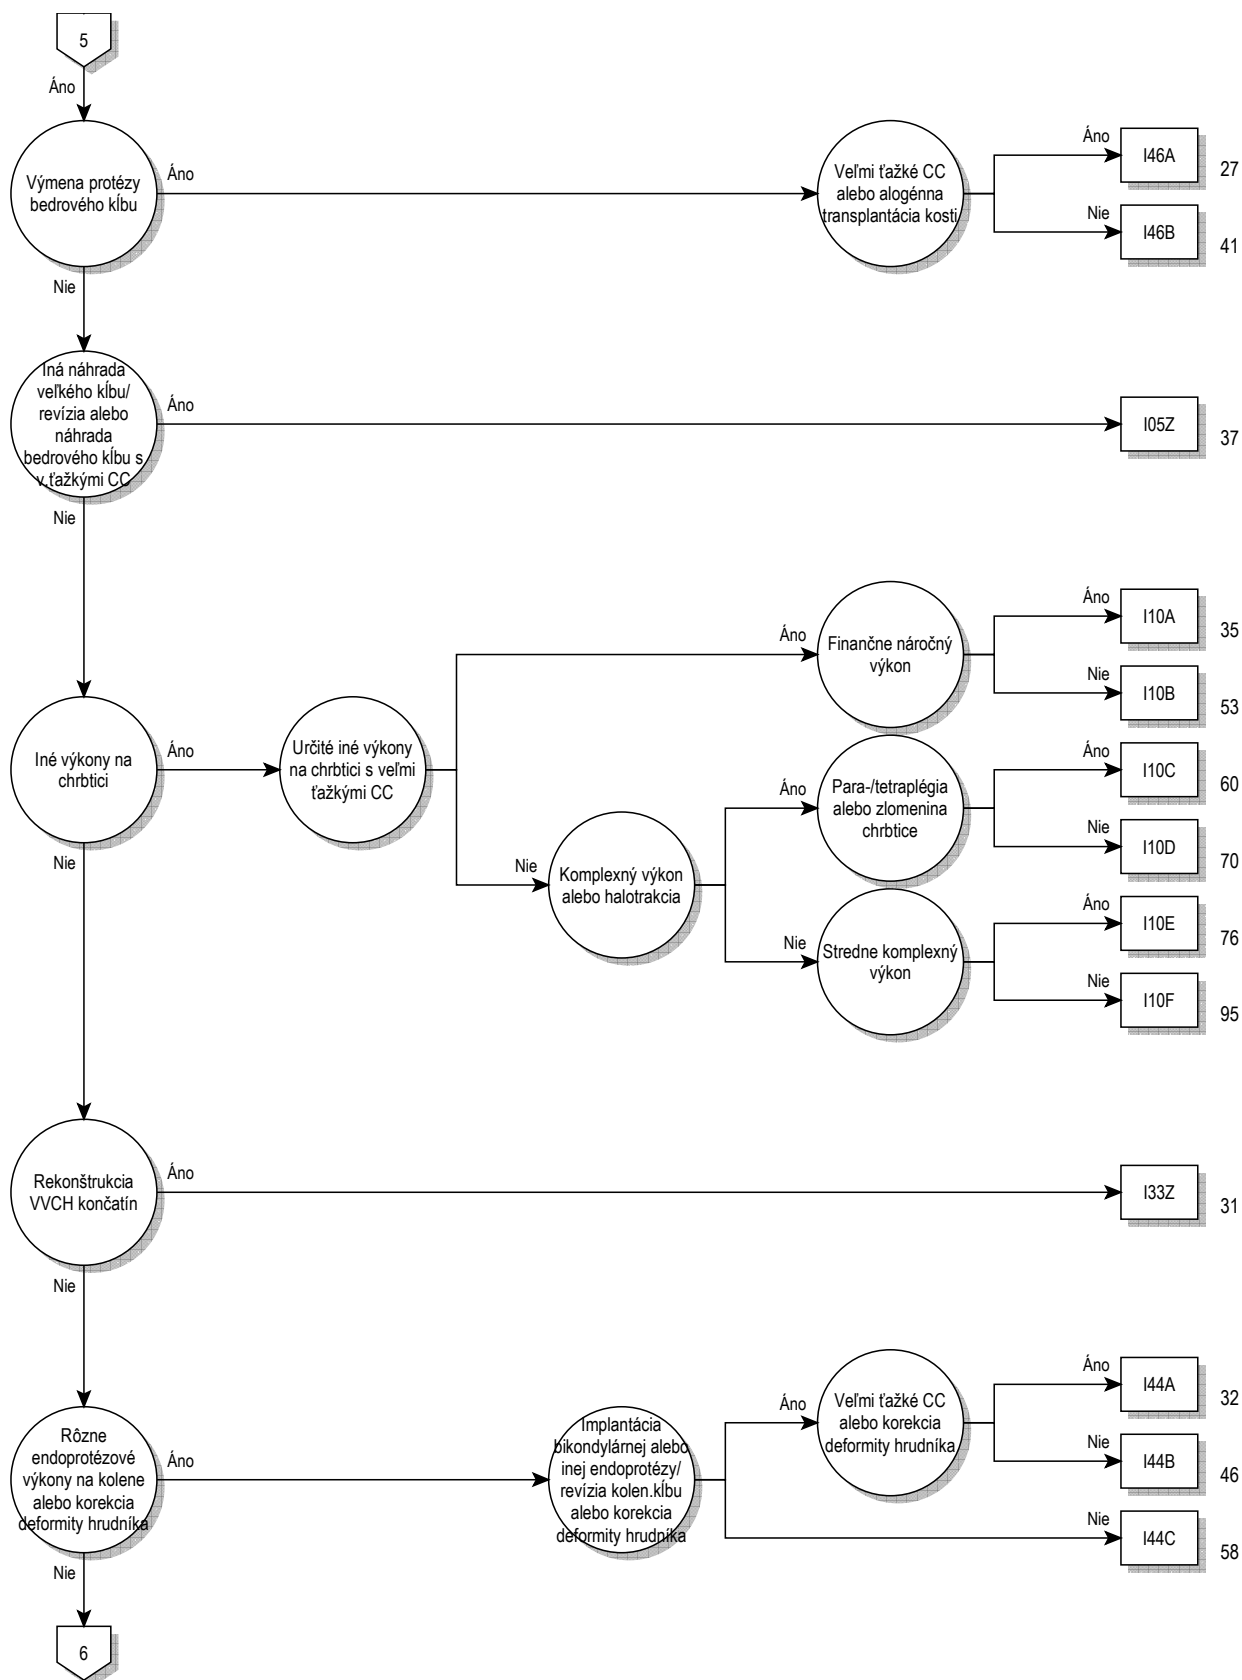 5
Áno
Výmena protézy
bedrového kĺbu
Áno
Veľmi ťažké CC
alebo alogénna
transplantácia kosti
Áno
I46A
27
Nie
I46B
41
Nie
Iná náhrada
veľkého kĺbu/
revízia alebo
náhrada
bedrového kĺbu s
v.ťažkými CC
Áno
I05Z
37
Nie
Iné výkony na
chrbtici
Áno
Určité iné výkony
na chrbtici s veľmi
ťažkými CC
Áno
Finančne náročný
výkon
Áno
I10A
35
Nie
I10B
53
Nie
Komplexný výkon
alebo halotrakcia
Áno
Para-/tetraplégia
alebo zlomenina
chrbtice
Áno
I10C
60
Nie
I10D
70
Nie
Stredne komplexný
výkon
Áno
I10E
76
Nie
I10F
95
Nie
Rekonštrukcia
VVCH končatín
Áno
I33Z
31
Nie
Rôzne
endoprotézové
výkony na kolene
alebo korekcia
deformity hrudníka
Áno
Implantácia
bikondylárnej alebo
inej endoprotézy/
revízia kolen.kĺbu
alebo korekcia
deformity hrudníka
Áno
Veľmi ťažké CC
alebo korekcia
deformity hrudníka
Áno
I44A
32
Nie
I44B
46
Nie
I44C
58
Nie
6